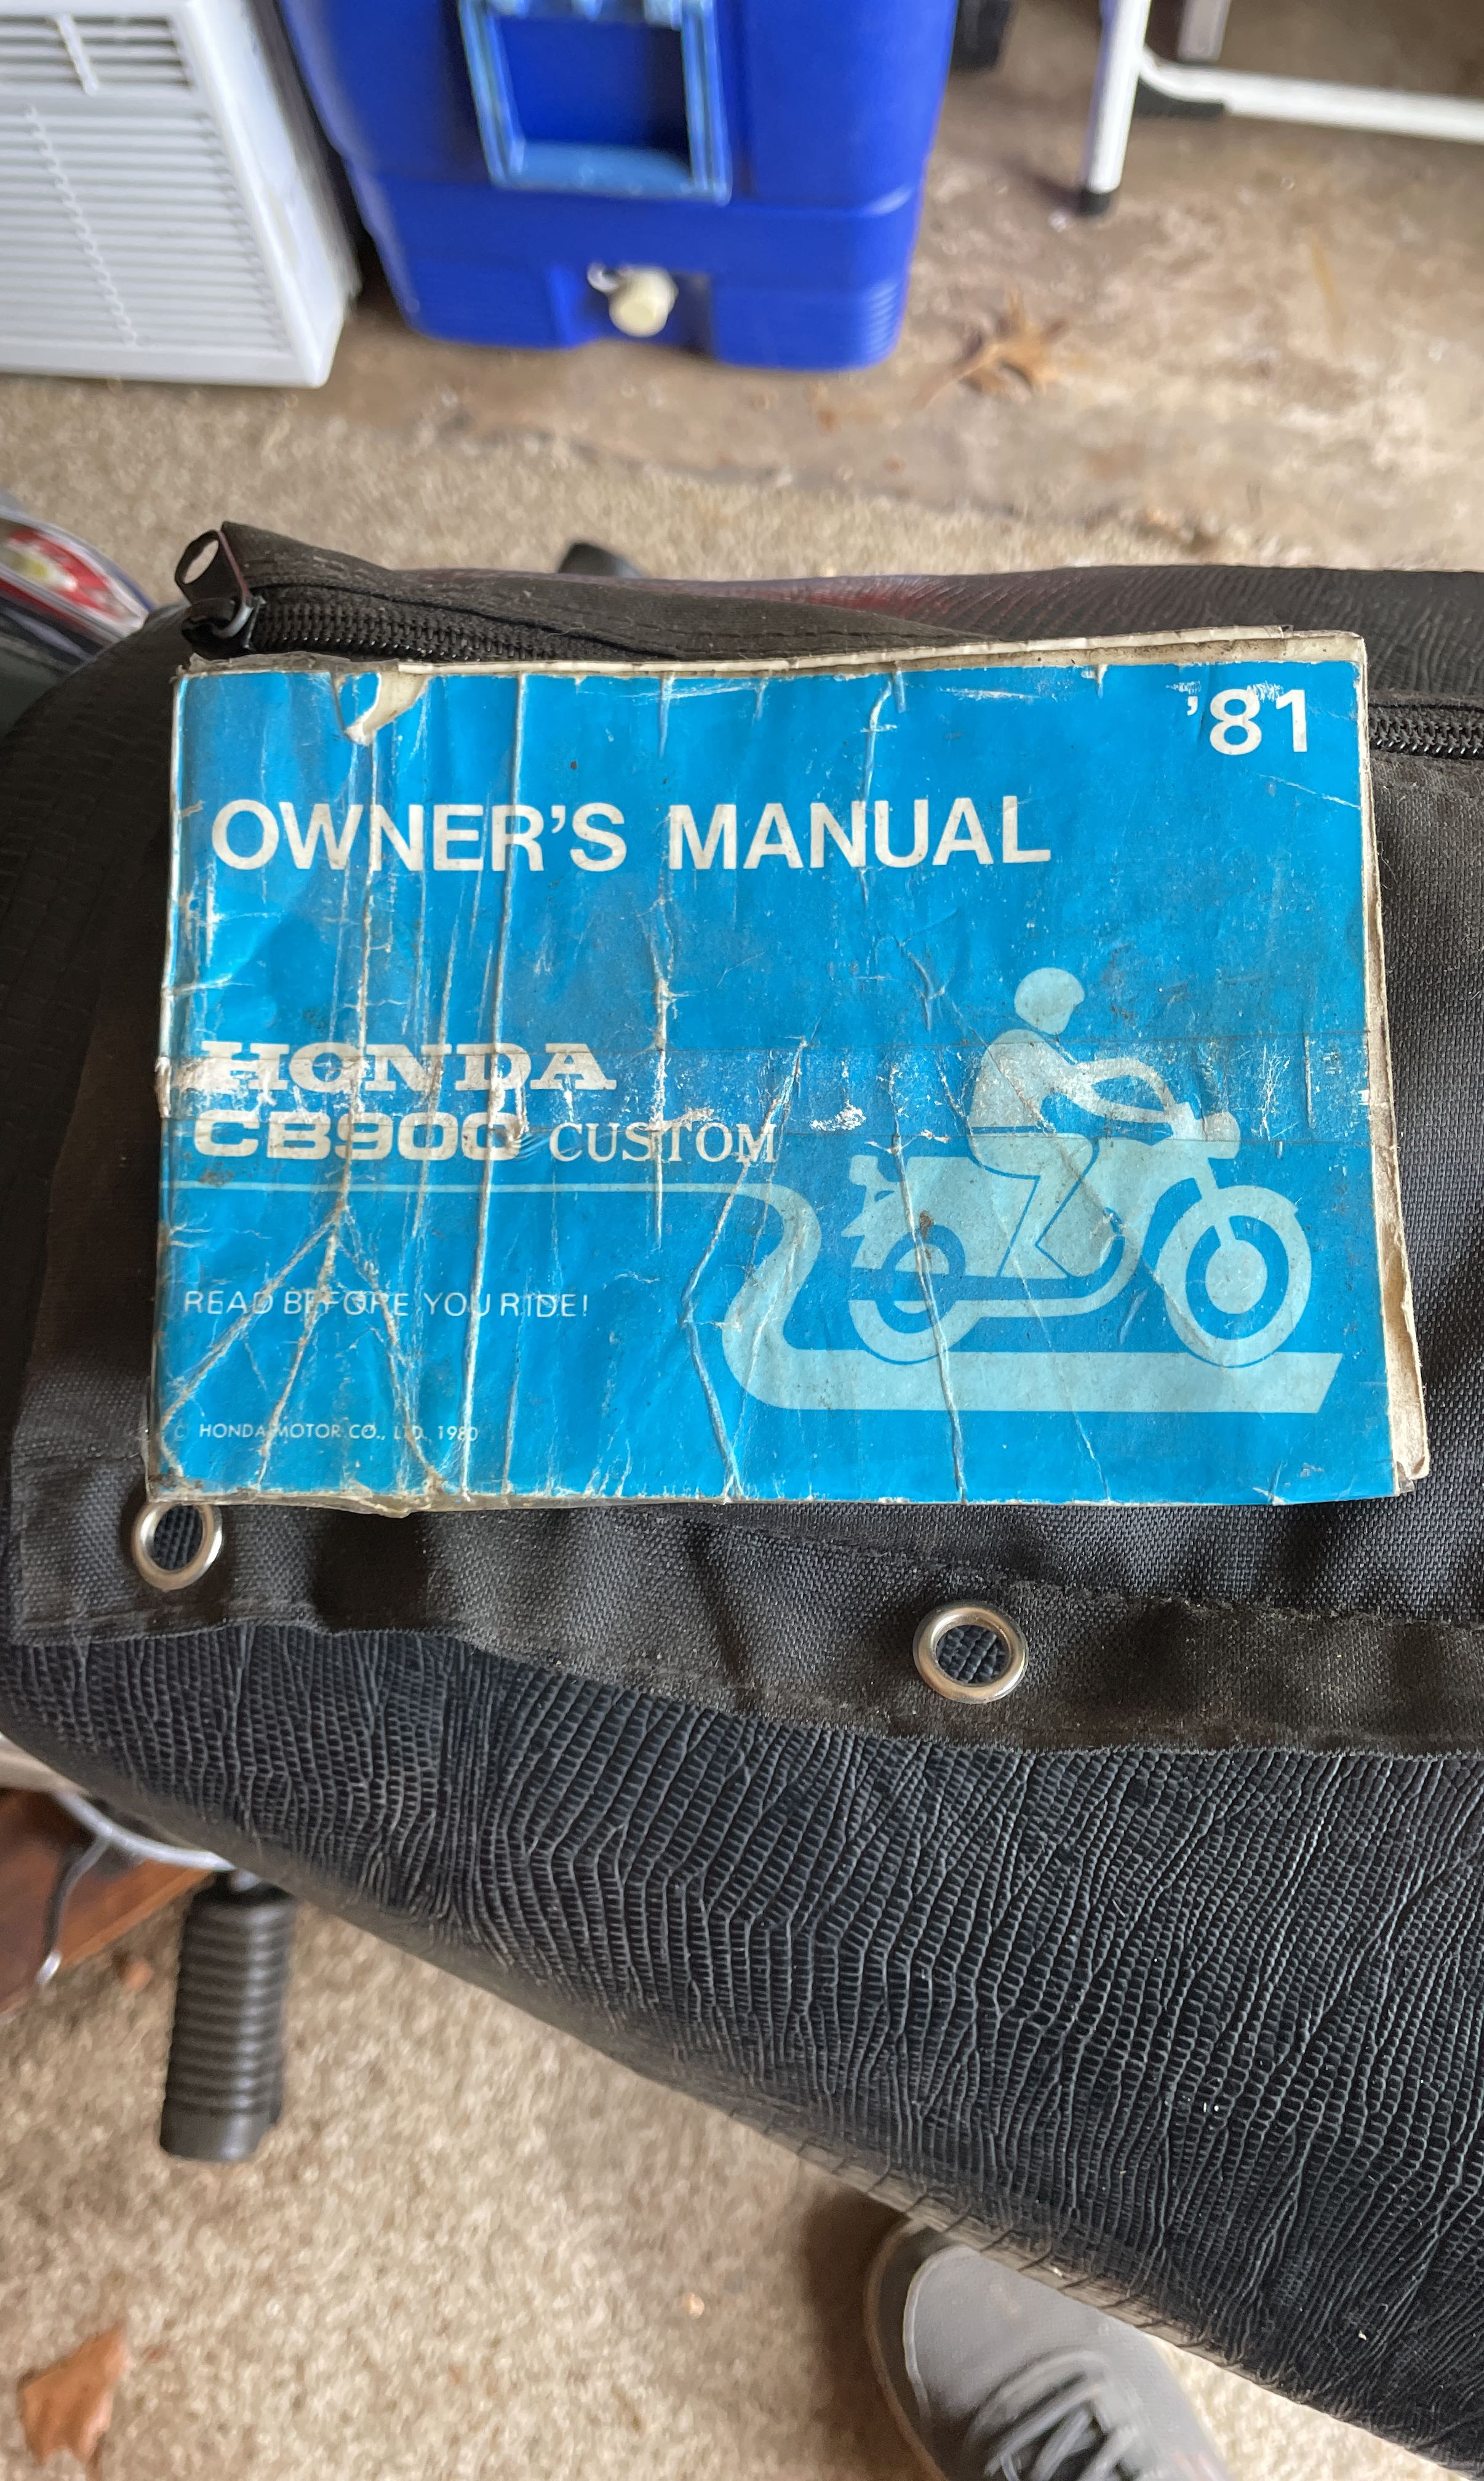 '81
OWNER'S MANUAL
HONDA
CB900 CUSTOM
READ BEFORE YOU RIDE!
© HONDA MOTOR CO., LTD. 1980